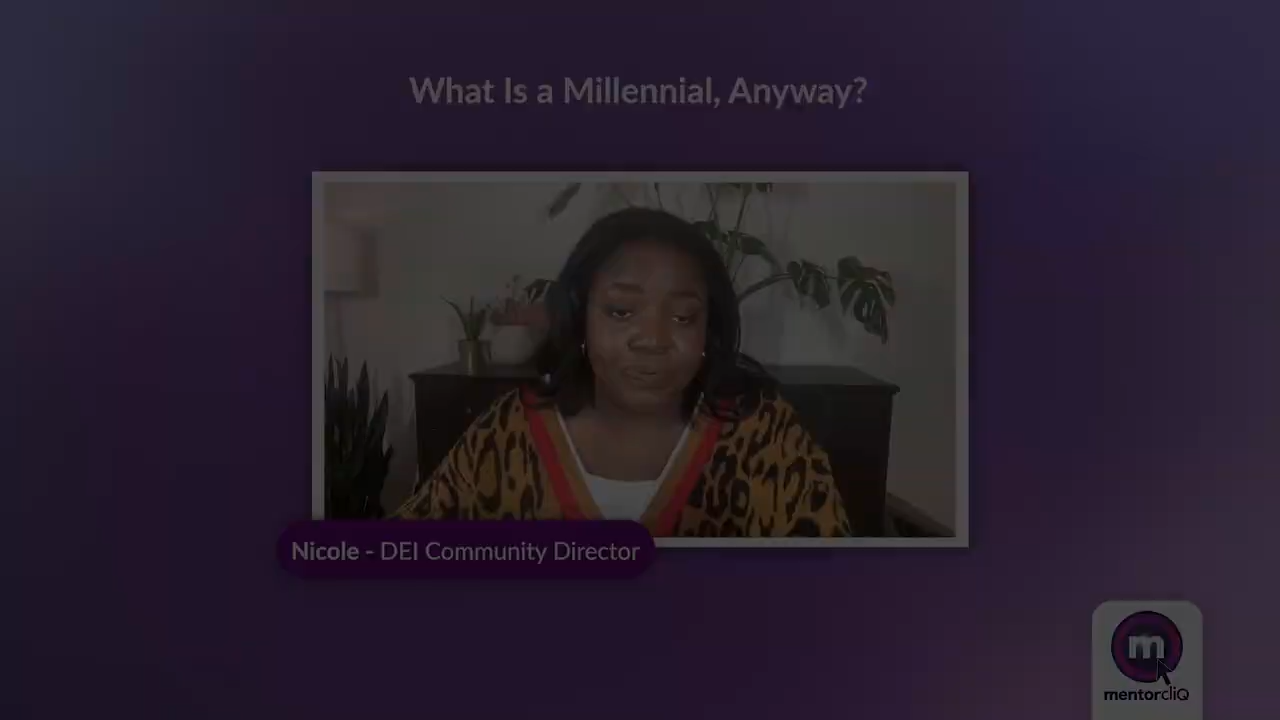 What Is a Millennial, Anyway?
Nicole - DEI Community Director
m
mentorcliQ